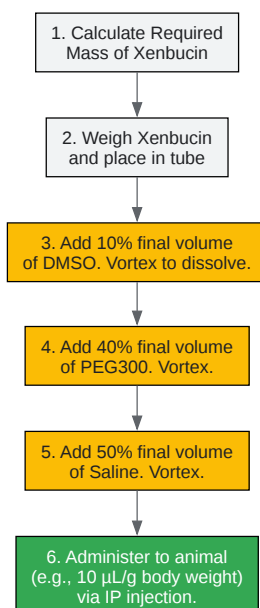 1. Calculate Required
Mass of Xenbucin
2. Weigh Xenbucin
and place in tube
3. Add 10% final volume
of DMSO. Vortex to dissolve.
4. Add 40% final volume
of PEG300. Vortex.
5. Add 50% final volume
of Saline. Vortex.
6. Administer to animal
(e.g., 10 µL/g body weight)
via IP injection.